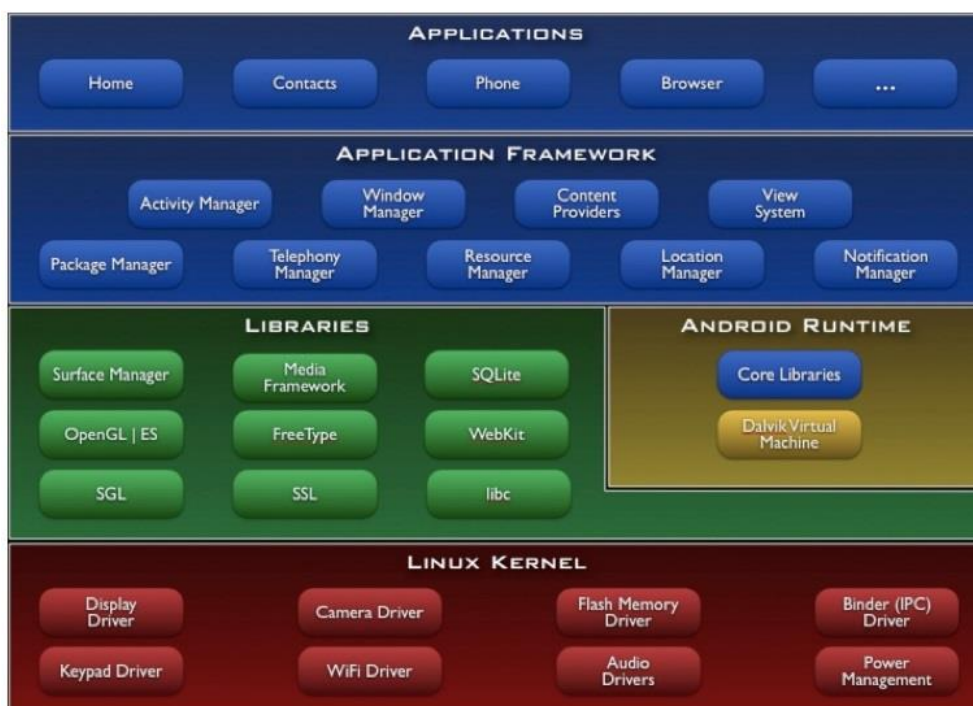 APPLICATIONS
Home
Contacts
Phone
Browser
...
APPLICATION FRAMEWORK
Activity Manager
Window
Manager
Content
Providers
View
System
Package Manager
Telephony
Manager
Resource
Manager
Location
Manager
Notification
Manager
LIBRARIES
Surface Manager
Media
Framework
SQLite
OpenGL | ES
FreeType
WebKit
SGL
SSL
libc
ANDROID RUNTIME
Core Libraries
Dalvik Virtual
Machine
LINUX KERNEL
Display
Driver
Camera Driver
Flash Memory
Driver
Binder (IPC)
Driver
Keypad Driver
WiFi Driver
Audio
Drivers
Power
Management